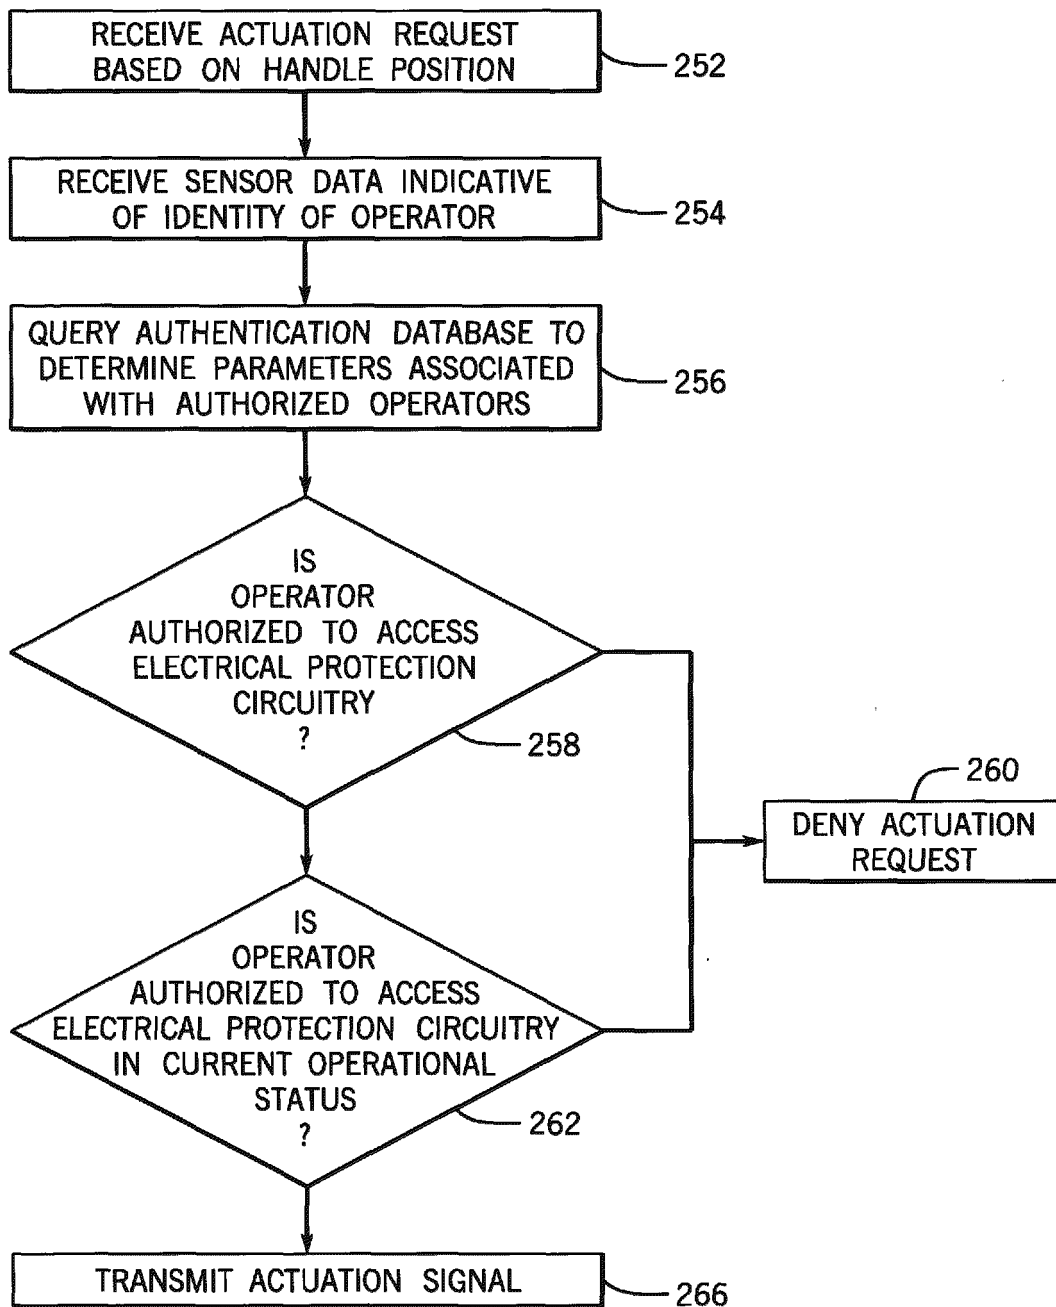 RECEIVE ACTUATION REQUEST
BASED ON HANDLE POSITION
252
RECEIVE SENSOR DATA INDICATIVE
OF IDENTITY OF OPERATOR
254
QUERY AUTHENTICATION DATABASE TO
DETERMINE PARAMETERS ASSOCIATED
WITH AUTHORIZED OPERATORS
256
IS
OPERATOR
AUTHORIZED TO ACCESS
ELECTRICAL PROTECTION
CIRCUITRY
?
258
260
DENY ACTUATION
REQUEST
IS
OPERATOR
AUTHORIZED TO ACCESS
ELECTRICAL PROTECTION CIRCUITRY
IN CURRENT OPERATIONAL
STATUS
?
262
TRANSMIT ACTUATION SIGNAL
266